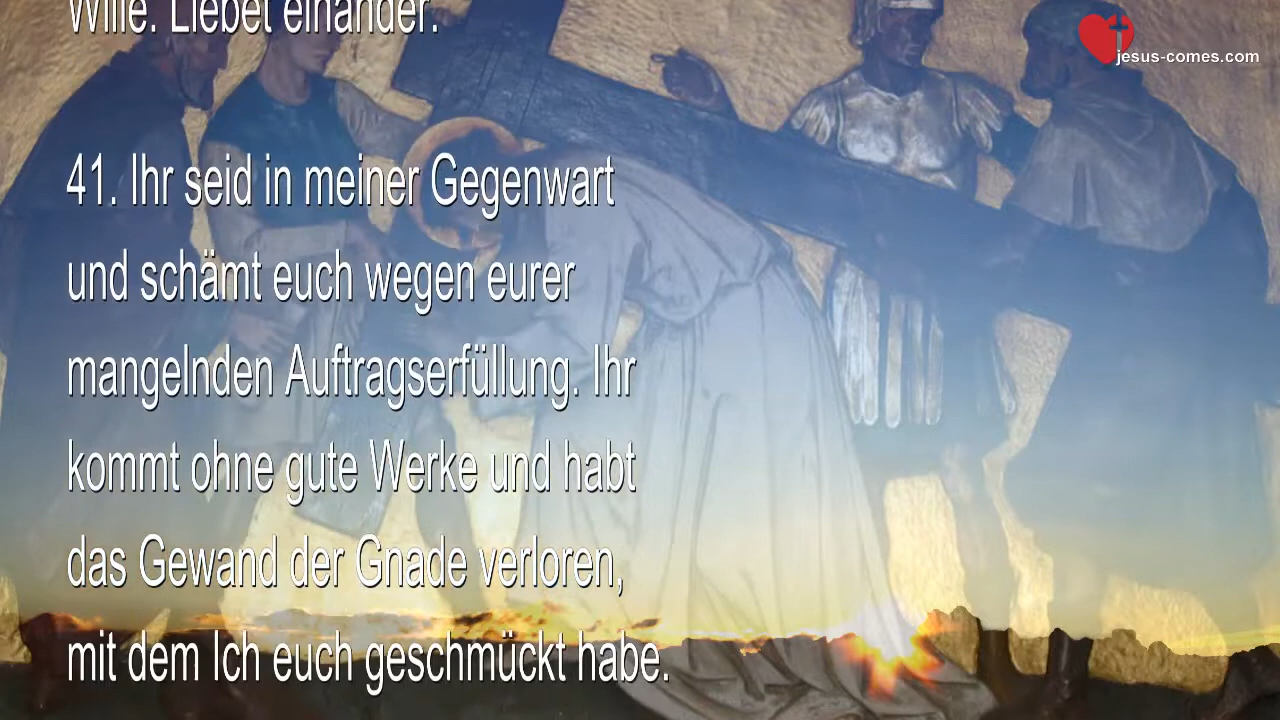 Wille. Liebet einander.
jesus-comes.com
41. Ihr seid in meiner Gegenwart
und schämt euch wegen eurer
mangelnden Auftragserfüllung. Ihr
kommt ohne gute Werke und habt
das Gewand der Gnade verloren,
mit dem Ich euch geschmückt habe.